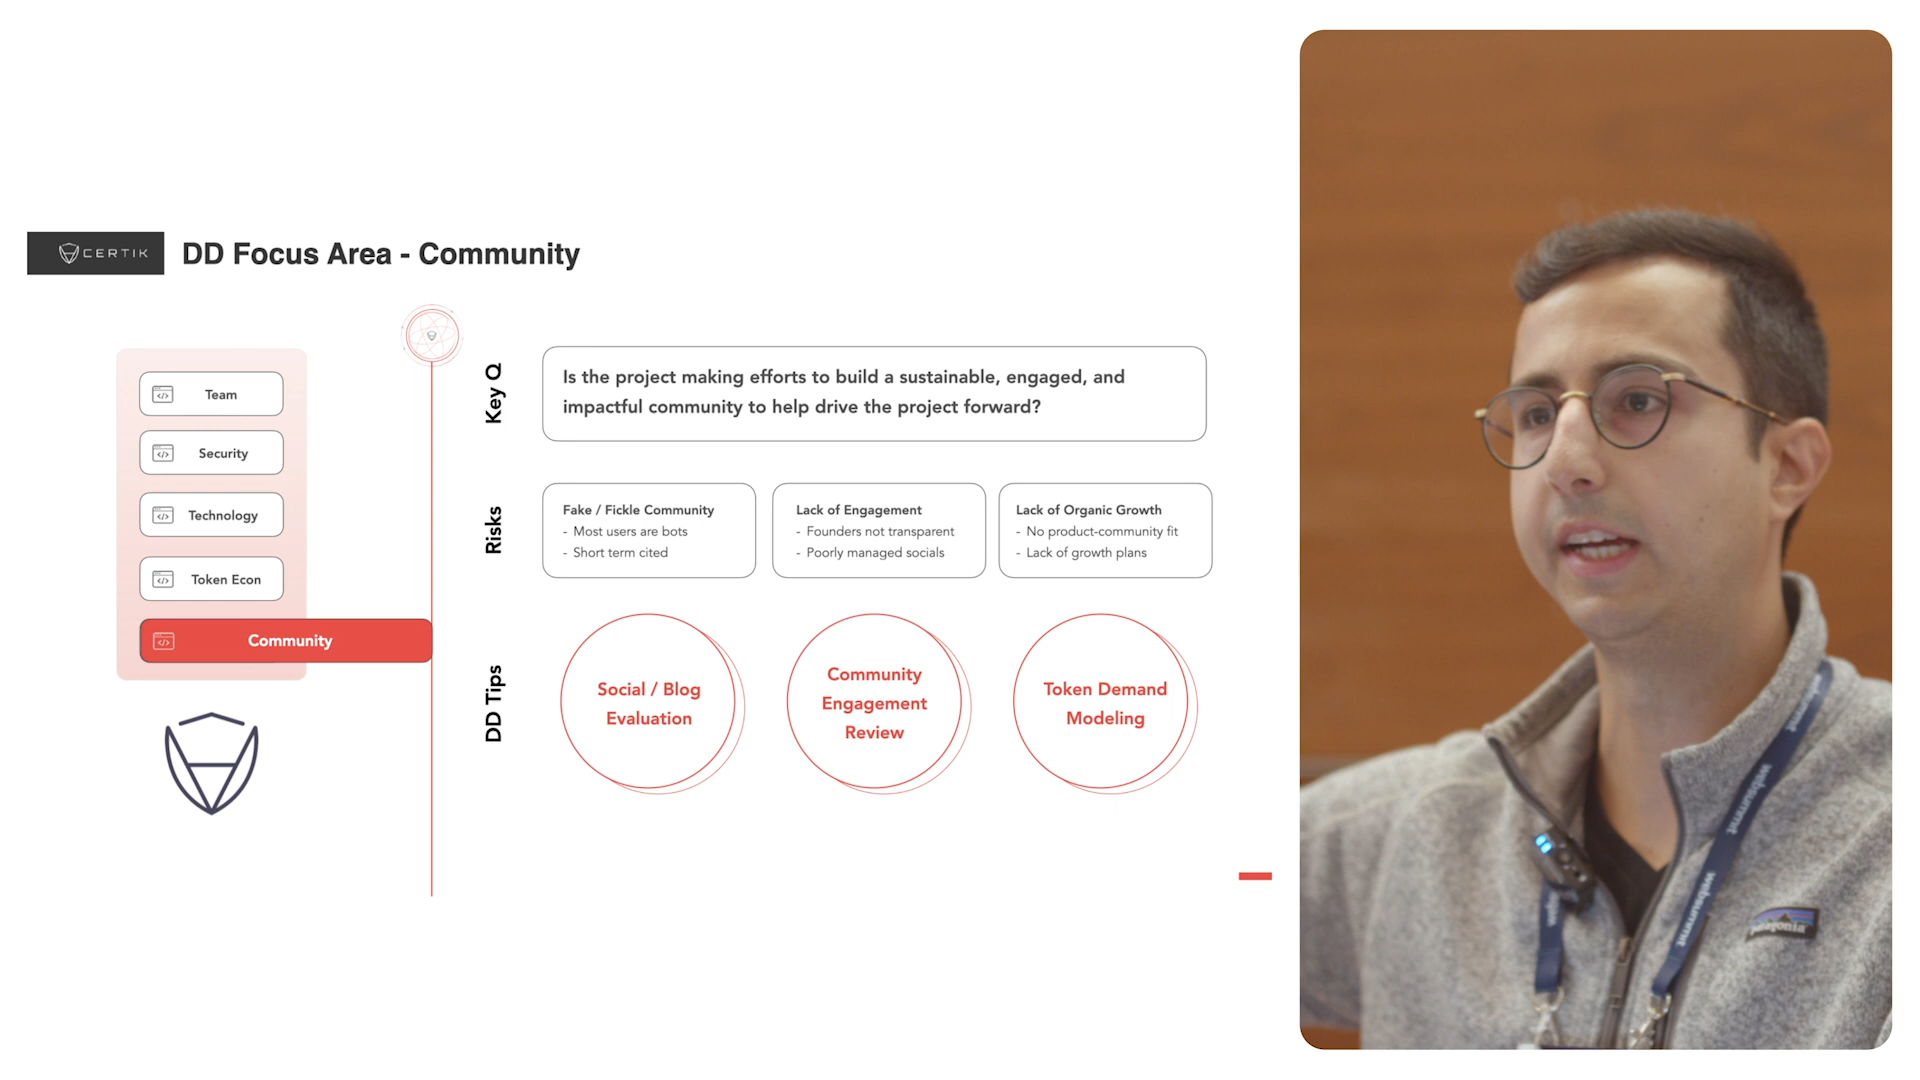 CERTIK
DD Focus Area - Community
Team
Security
Technology
Token Econ
Community
Key Q
Is the project making efforts to build a sustainable, engaged, and
impactful community to help drive the project forward?
Risks
Fake / Fickle Community
- Most users are bots
- Short term cited
Lack of Engagement
- Founders not transparent
- Poorly managed socials
Lack of Organic Growth
- No product-community fit
- Lack of growth plans
DD Tips
Social / Blog
Evaluation
Community
Engagement
Review
Token Demand
Modeling
websummit
websummit
patagonia